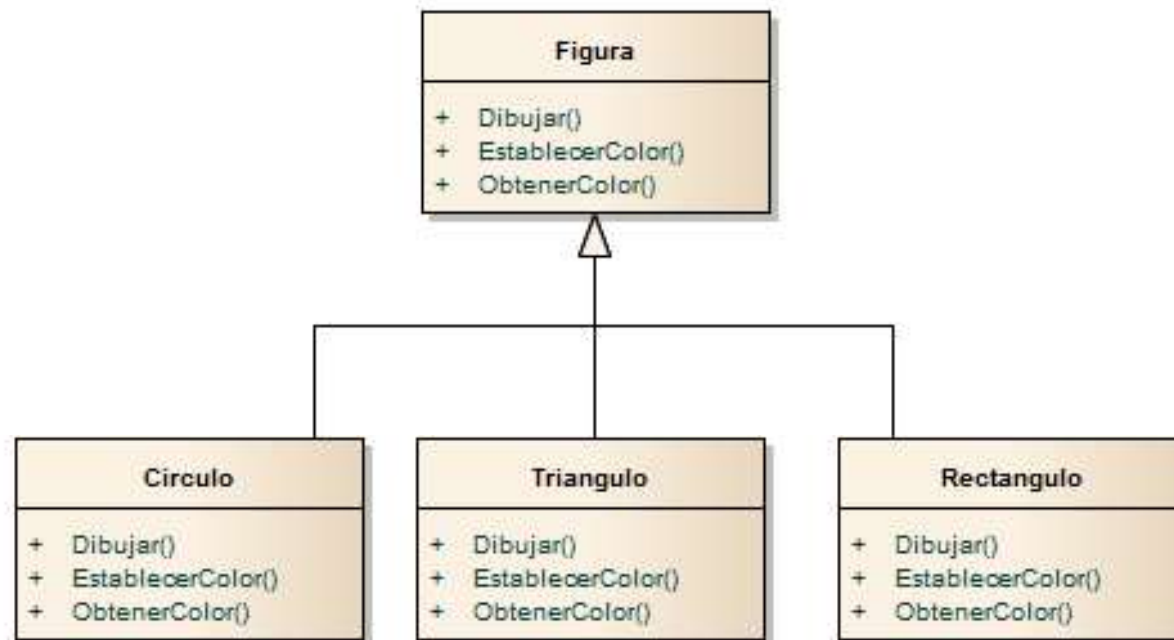 Figura
+ Dibujar()
+ EstablecerColor()
+ ObtenerColor()
Circulo
+ Dibujar()
+ EstablecerColor()
+ ObtenerColor()
Triangulo
+ Dibujar()
+ EstablecerColor()
+ ObtenerColor()
Rectangulo
+ Dibujar()
+ EstablecerColor()
+ ObtenerColor()